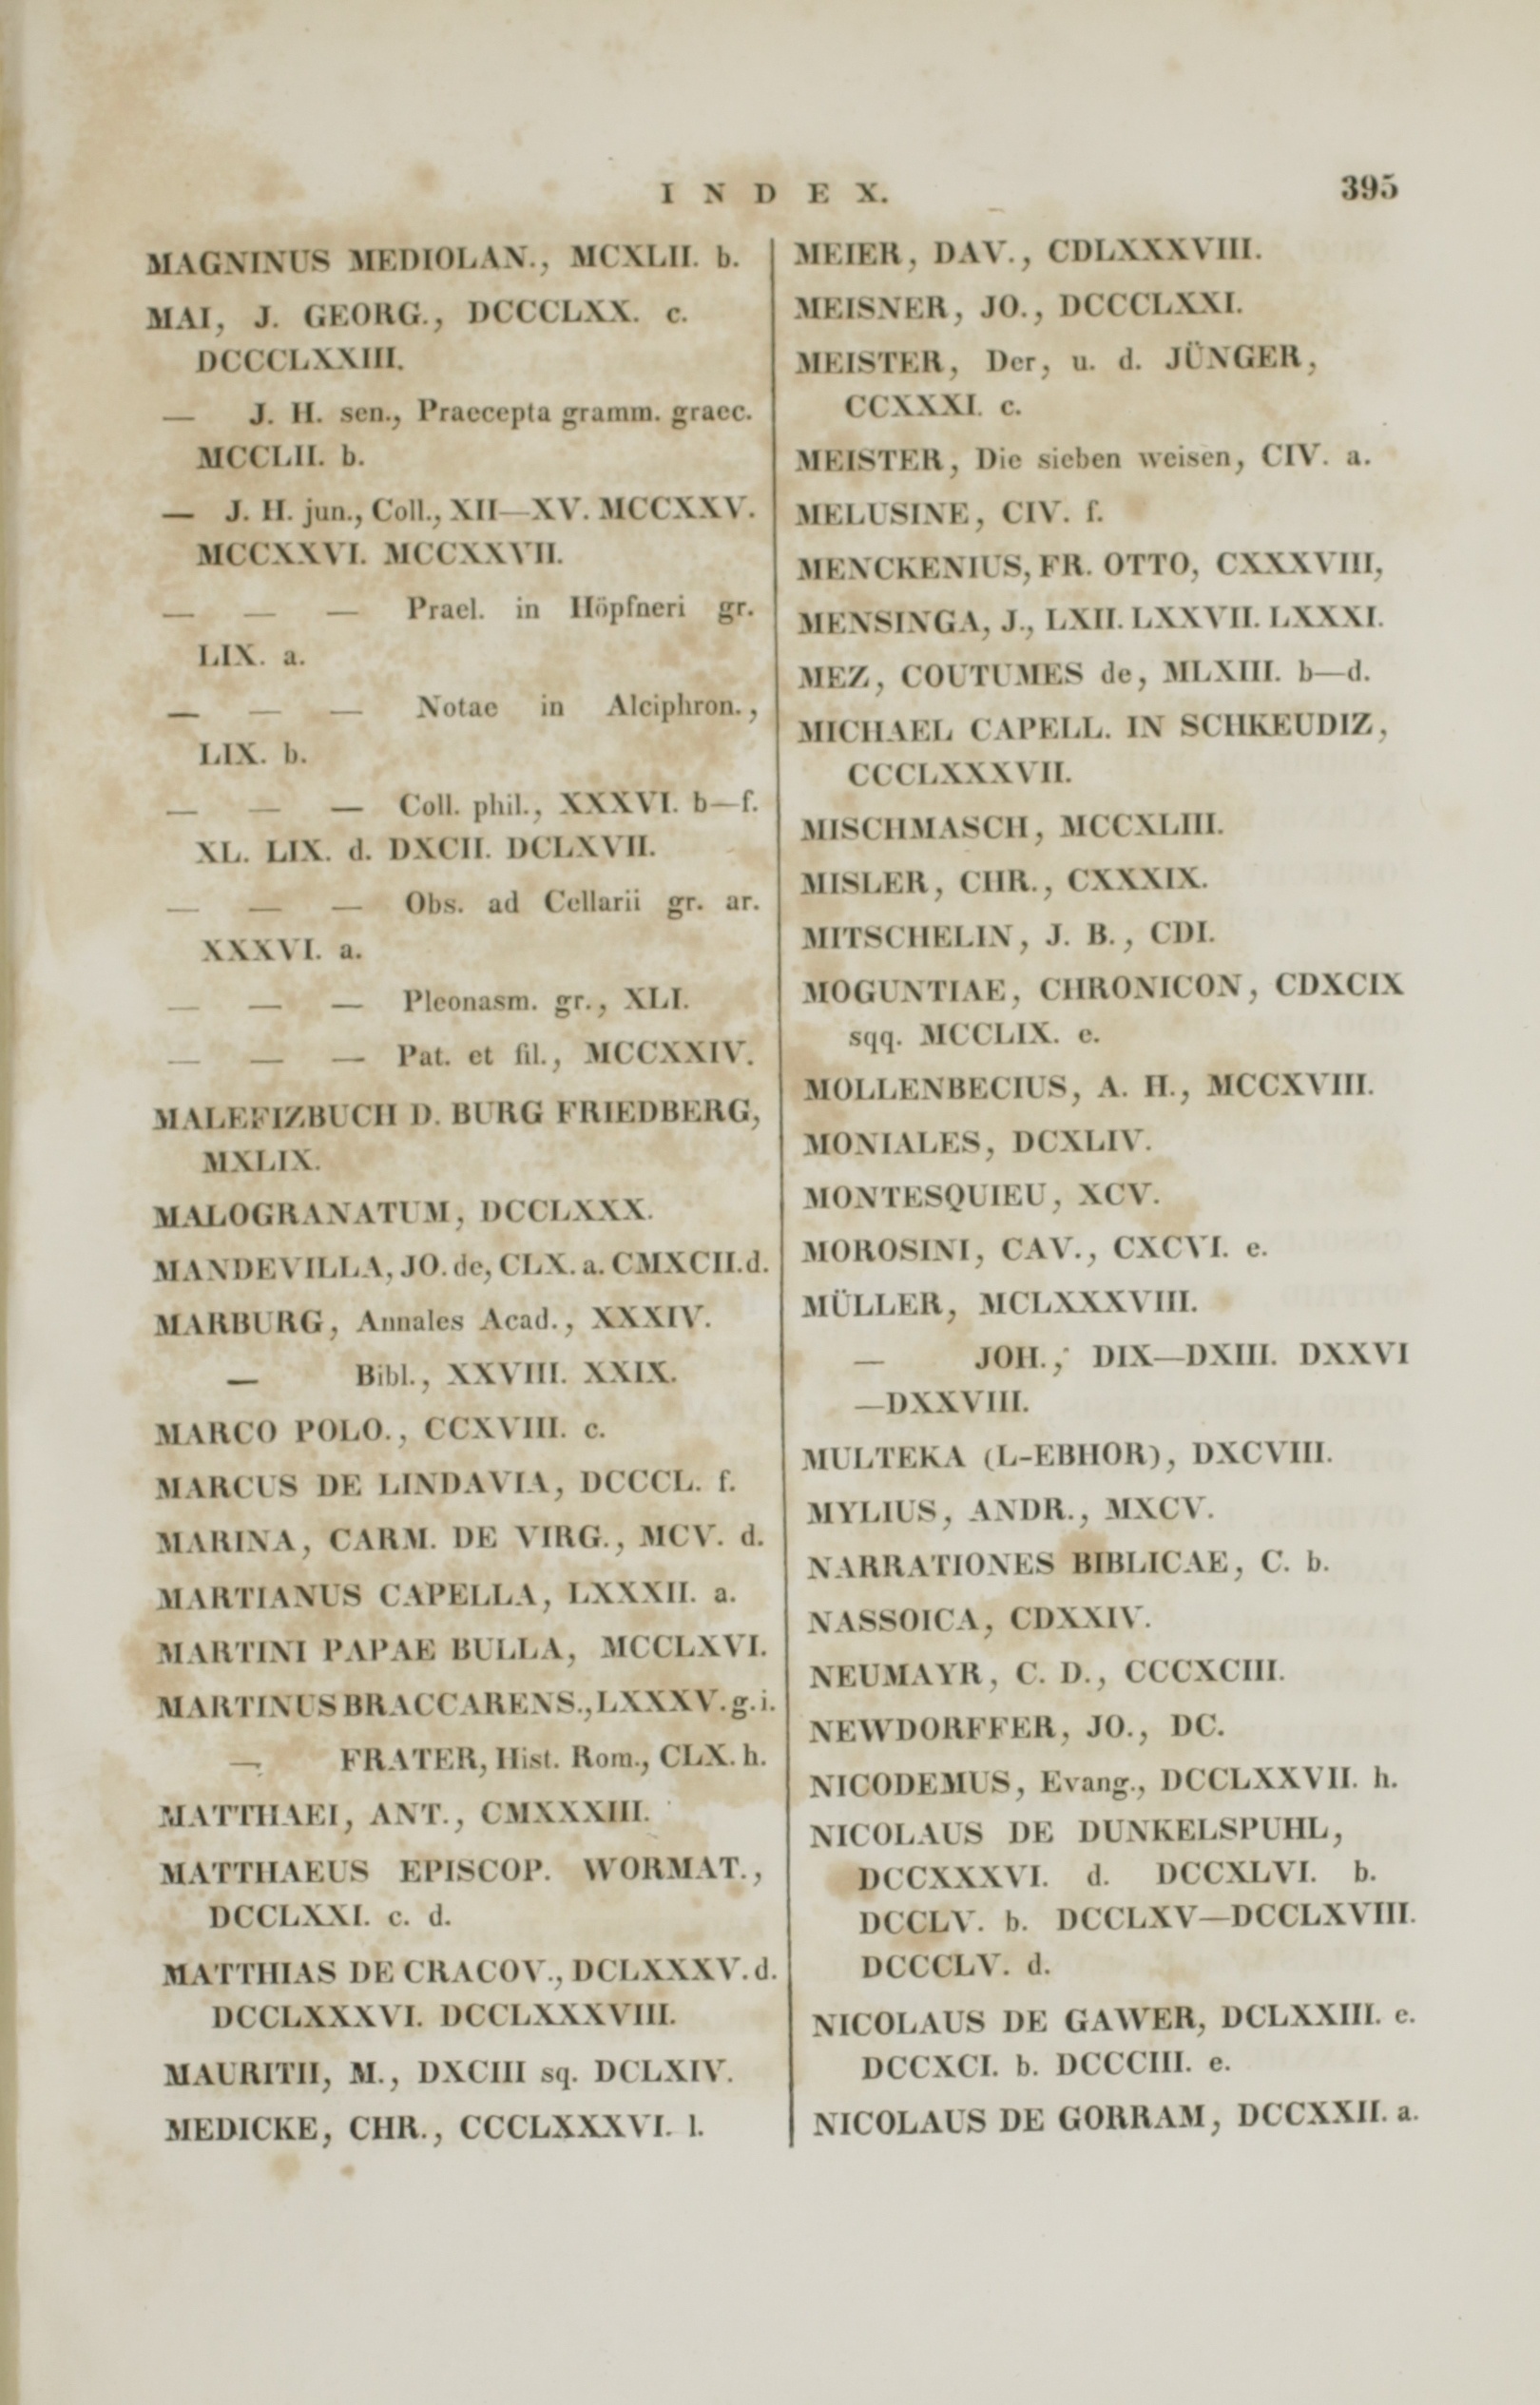 INDEX.
395
MAGNINUS MEDIOLAN., MCXLII. b.
MAI, J. GEORG., DCCCLXX. c.
DCCCLXXIII.
— J. H. sen., Praecepta gramm. graec.
MCCLII. b.
— J. H. jun., Coll., XII—XV. MCCXXV.
MCCXXVI. MCCXXVII.
— — — Prael. in Höpfneri gr.
LIX. a.
— — — Notae in Alciphron.,
LIX. b.
— — — Coll. phil., XXXVI. b—f.
XL. LIX. d. DXCII. DCLXVII.
— — — Obs. ad Cellarii gr. ar.
XXXVI. a.
— — — Pleonasm. gr., XLI.
— — — Pat. et fil., MCCXXIV.
MALEFIZBUCH D. BURG FRIEDBERG,
MXLIX.
MALOGRANATUM, DCCLXXX.
MANDEVILLA, JO. de, CLX. a. CMXCII. d.
MARBURG, Annales Acad., XXXIV.
— Bibl., XXVIII. XXIX.
MARCO POLO., CCXVIII. c.
MARCUS DE LINDAVIA, DCCCL. f.
MARINA, CARM. DE VIRG., MCV. d.
MARTIANUS CAPELLA, LXXXII. a.
MARTINI PAPAE BULLA, MCCLXVI.
MARTINUS BRACCARENS., LXXXV. g. i.
— FRATER, Hist. Rom., CLX. h.
MATTHAEI, ANT., CMXXXIII.
MATTHAEUS EPISCOP. WORMAT.,
DCCLXXI. c. d.
MATTHIAS DE CRACOV., DCLXXXV. d.
DCCLXXXVI. DCCLXXXVIII.
MAURITII, M., DXCIII sq. DCLXIV.
MEDICKE, CHR., CCCLXXXVI. l.
MEIER, DAV., CDLXXXVIII.
MEISNER, JO., DCCCLXXI.
MEISTER, Der, u. d. JÜNGER,
CCXXXI. c.
MEISTER, Die sieben weisen, CIV. a.
MELUSINE, CIV. f.
MENCKENIUS, FR. OTTO, CXXXVIII,
MENSINGA, J., LXII. LXXVII. LXXXI.
MEZ, COUTUMES de, MLXIII. b—d.
MICHAEL CAPELL. IN SCHKEUDIZ,
CCCLXXXVII.
MISCHMASCH, MCCXLIII.
MISLER, CHR., CXXXIX.
MITSCHELIN, J. B., CDI.
MOGUNTIAE, CHRONICON, CDXCIX
sqq. MCCLIX. e.
MOLLENBECIUS, A. H., MCCXVIII.
MONIALES, DCXLIV.
MONTESQUIEU, XCV.
MOROSINI, CAV., CXCVI. e.
MÜLLER, MCLXXXVIII.
— JOH., DIX—DXIII. DXXVI
—DXXVIII.
MULTEKA (L-EBHOR), DXCVIII.
MYLIUS, ANDR., MXCV.
NARRATIONES BIBLICAE, C. b.
NASSOICA, CDXXIV.
NEUMAYR, C. D., CCCXCIII.
NEWDORFFER, JO., DC.
NICODEMUS, Evang., DCCLXXVII. h.
NICOLAUS DE DUNKELSPUHL,
DCCXXXVI. d. DCCXLVI. b.
DCCLV. b. DCCLXV—DCCLXVIII.
DCCCLV. d.
NICOLAUS DE GAWER, DCLXXIII. e.
DCCXCI. b. DCCCIII. e.
NICOLAUS DE GORRAM, DCCXXII. a.